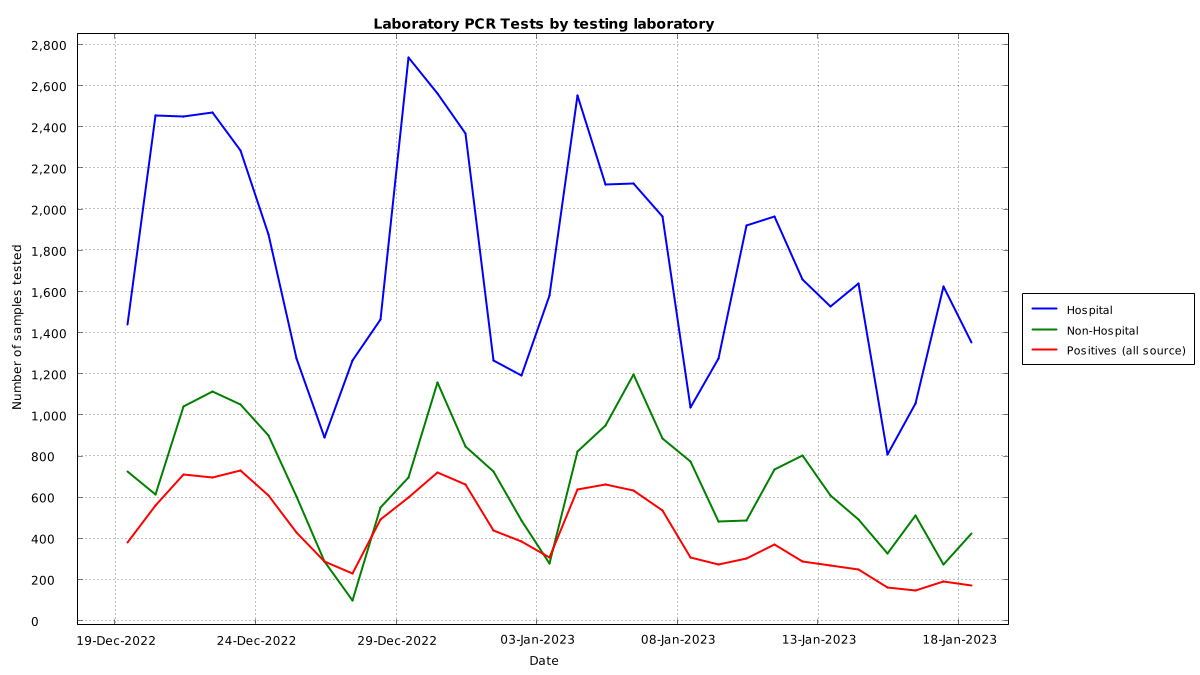 Laboratory PCR Tests by testing laboratory
2,800
2,600
2,400
2,200
2,000
1,800
1,600
1,400
1,200
1,000
800
600
400
200
0
Number of samples tested
19-Dec-2022 24-Dec-2022 29-Dec-2022 03-Jan-2023 08-Jan-2023 13-Jan-2023 18-Jan-2023
Date
Hospital
Non-Hospital
Positives (all source)